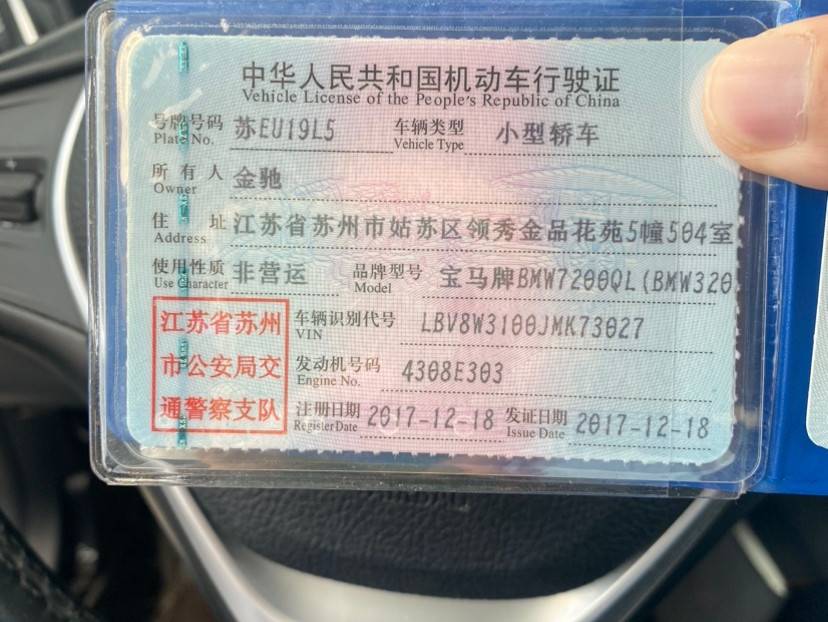 中华人民共和国机动车行驶证
Vehicle License of the People's Republic of China
号牌号码 苏EU19L5 车辆类型 小型轿车
Plate No. Vehicle Type
所有人 金驰
Owner
住址 江苏省苏州市姑苏区领秀金品花苑5幢504室
Address
使用性质 非营运 品牌型号 宝马牌BMW7200QL(BMW320
Use Character Model
江苏省苏州
市公安局交
通警察支队
车辆识别代号 LBV8W3100JMK73027
VIN
发动机号码 4308E303
Engine No.
注册日期 2017-12-18 发证日期 2017-12-18
Register Date Issue Date